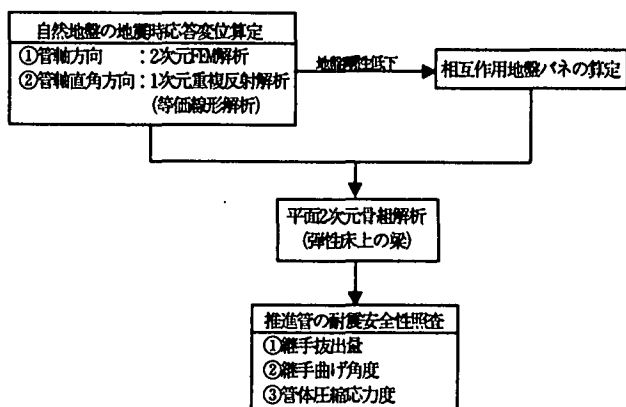 自然地盤の地震時応答変位算定
①管軸方向　：2次元FEM解析
②管軸直角方向：1次元重複反射解析
(等価線形解析)
地盤剛性低下
相互作用地盤バネの算定
平面2次元骨組解析
(弾性床上の梁)
推進管の耐震安全性照査
①継手抜出量
②継手曲げ角度
③管体圧縮応力度